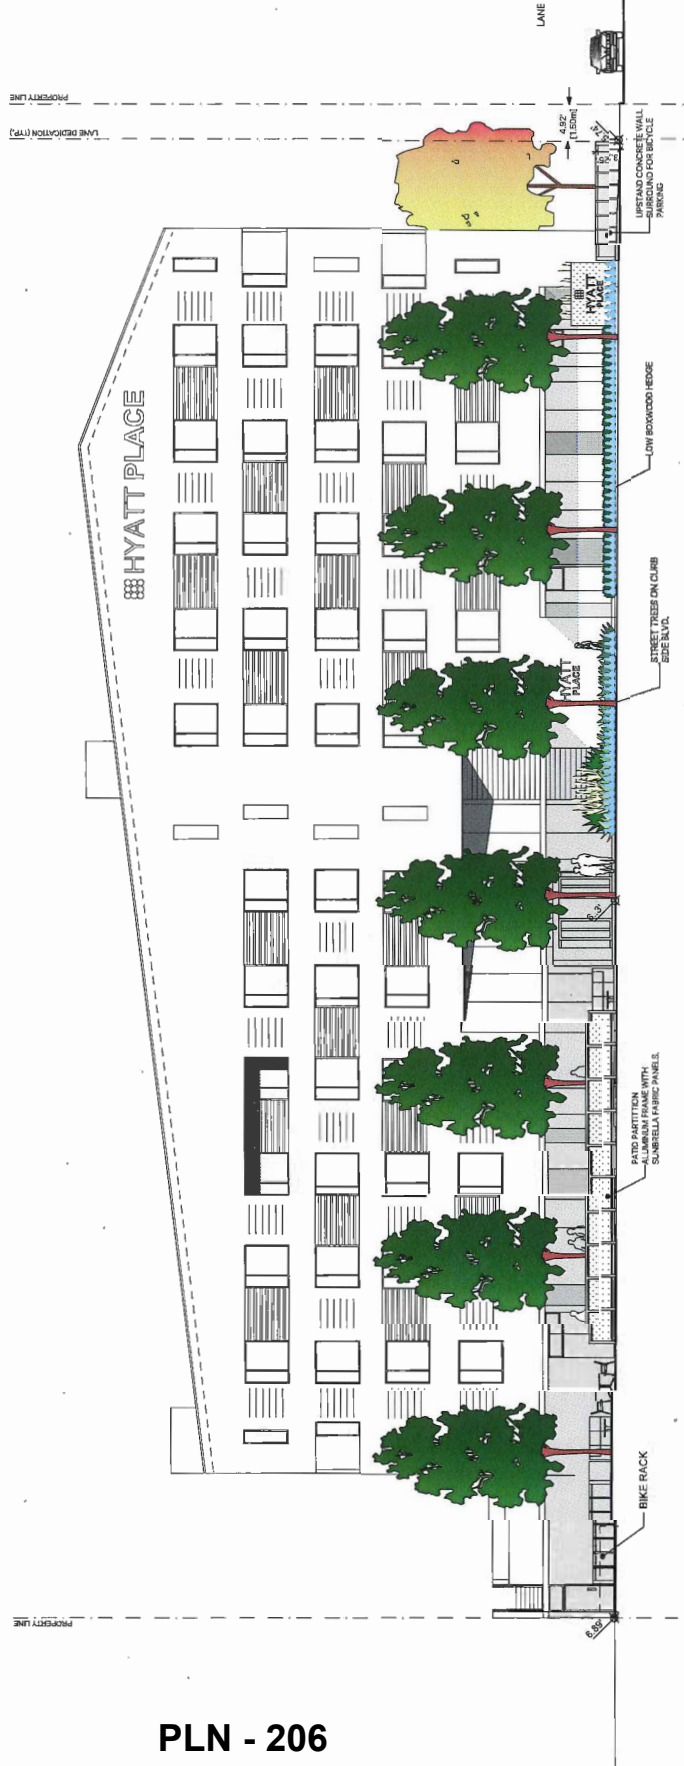 LANE
PROPERTY LINE
LANE DEDICATION (TYP.)
4.92'
[1.50m]
UPSTAND CONCRETE WALL
SURROUND FOR BICYCLE
PARKING
HYATT PLACE
HYATT
PLACE
LOW BOXWOOD HEDGE
HYATT
PLACE
STREET TREES ON CURB
SIDE BLVD.
6.3'
PATIO PARTITION
ALUMINUM FRAME WITH
SUNBRELLA FABRIC PANELS.
BIKE RACK
6.89'
PROPERTY LINE
PLN - 206